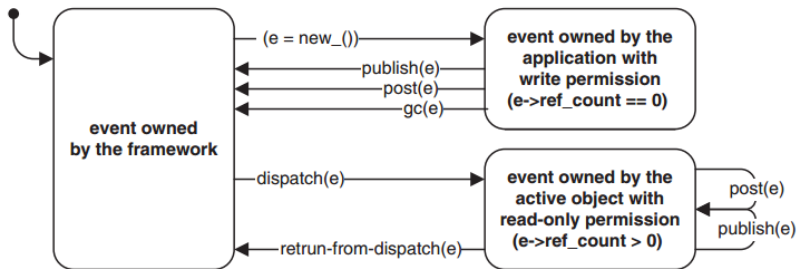 event owned
by the framework
(e = new_())
publish(e)
post(e)
gc(e)
event owned by the
application with
write permission
(e->ref_count == 0)
dispatch(e)
retrun-from-dispatch(e)
event owned by the
active object with
read-only permission
(e->ref_count > 0)
post(e)
publish(e)